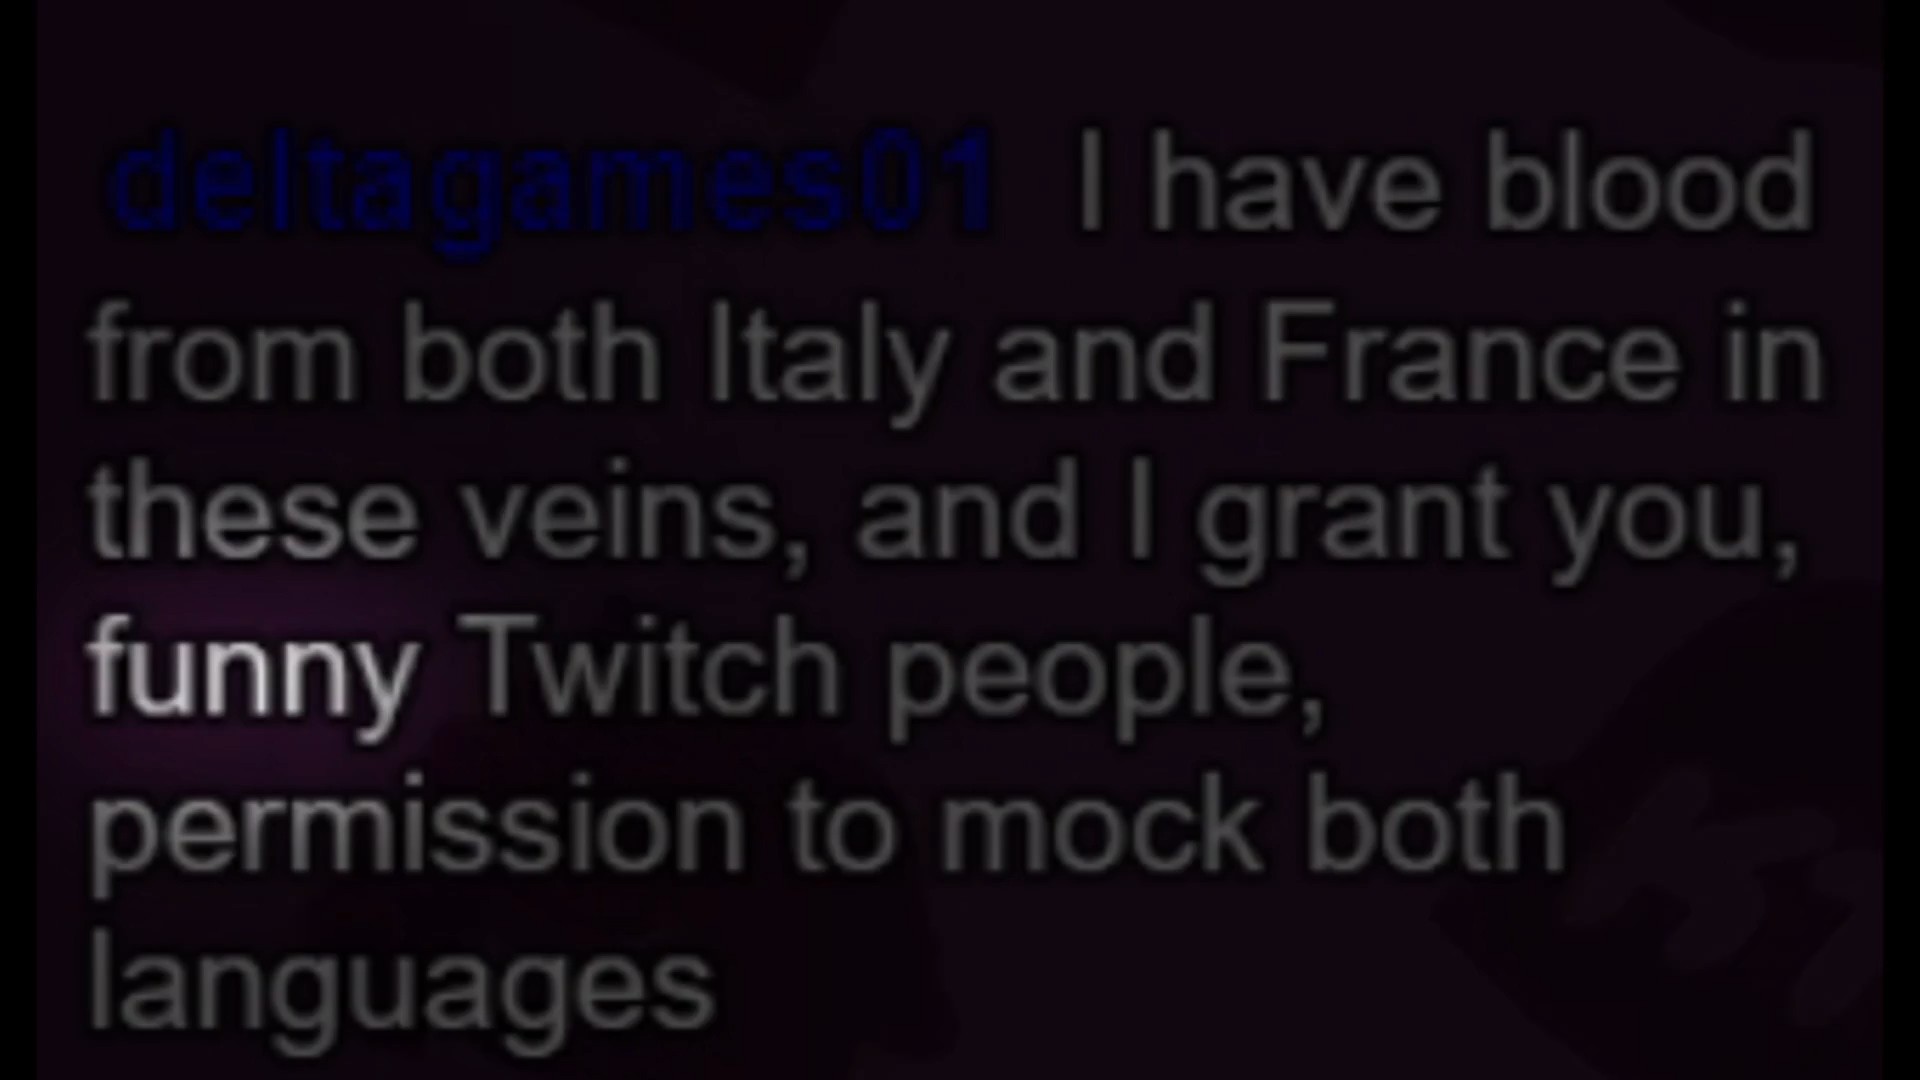 deltagames01 I have blood
from both Italy and France in
these veins, and I grant you,
funny Twitch people,
permission to mock both
languages